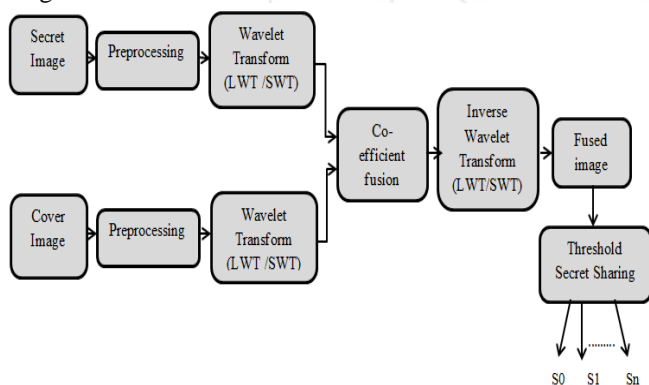 Secret
Image
Preprocessing
Wavelet
Transform
(LWT /SWT)
Co-
efficient
fusion
Inverse
Wavelet
Transform
(LWT/SWT)
Fused
image
Cover
Image
Preprocessing
Wavelet
Transform
(LWT /SWT)
Threshold
Secret Sharing
.........
S0 S1 Sn